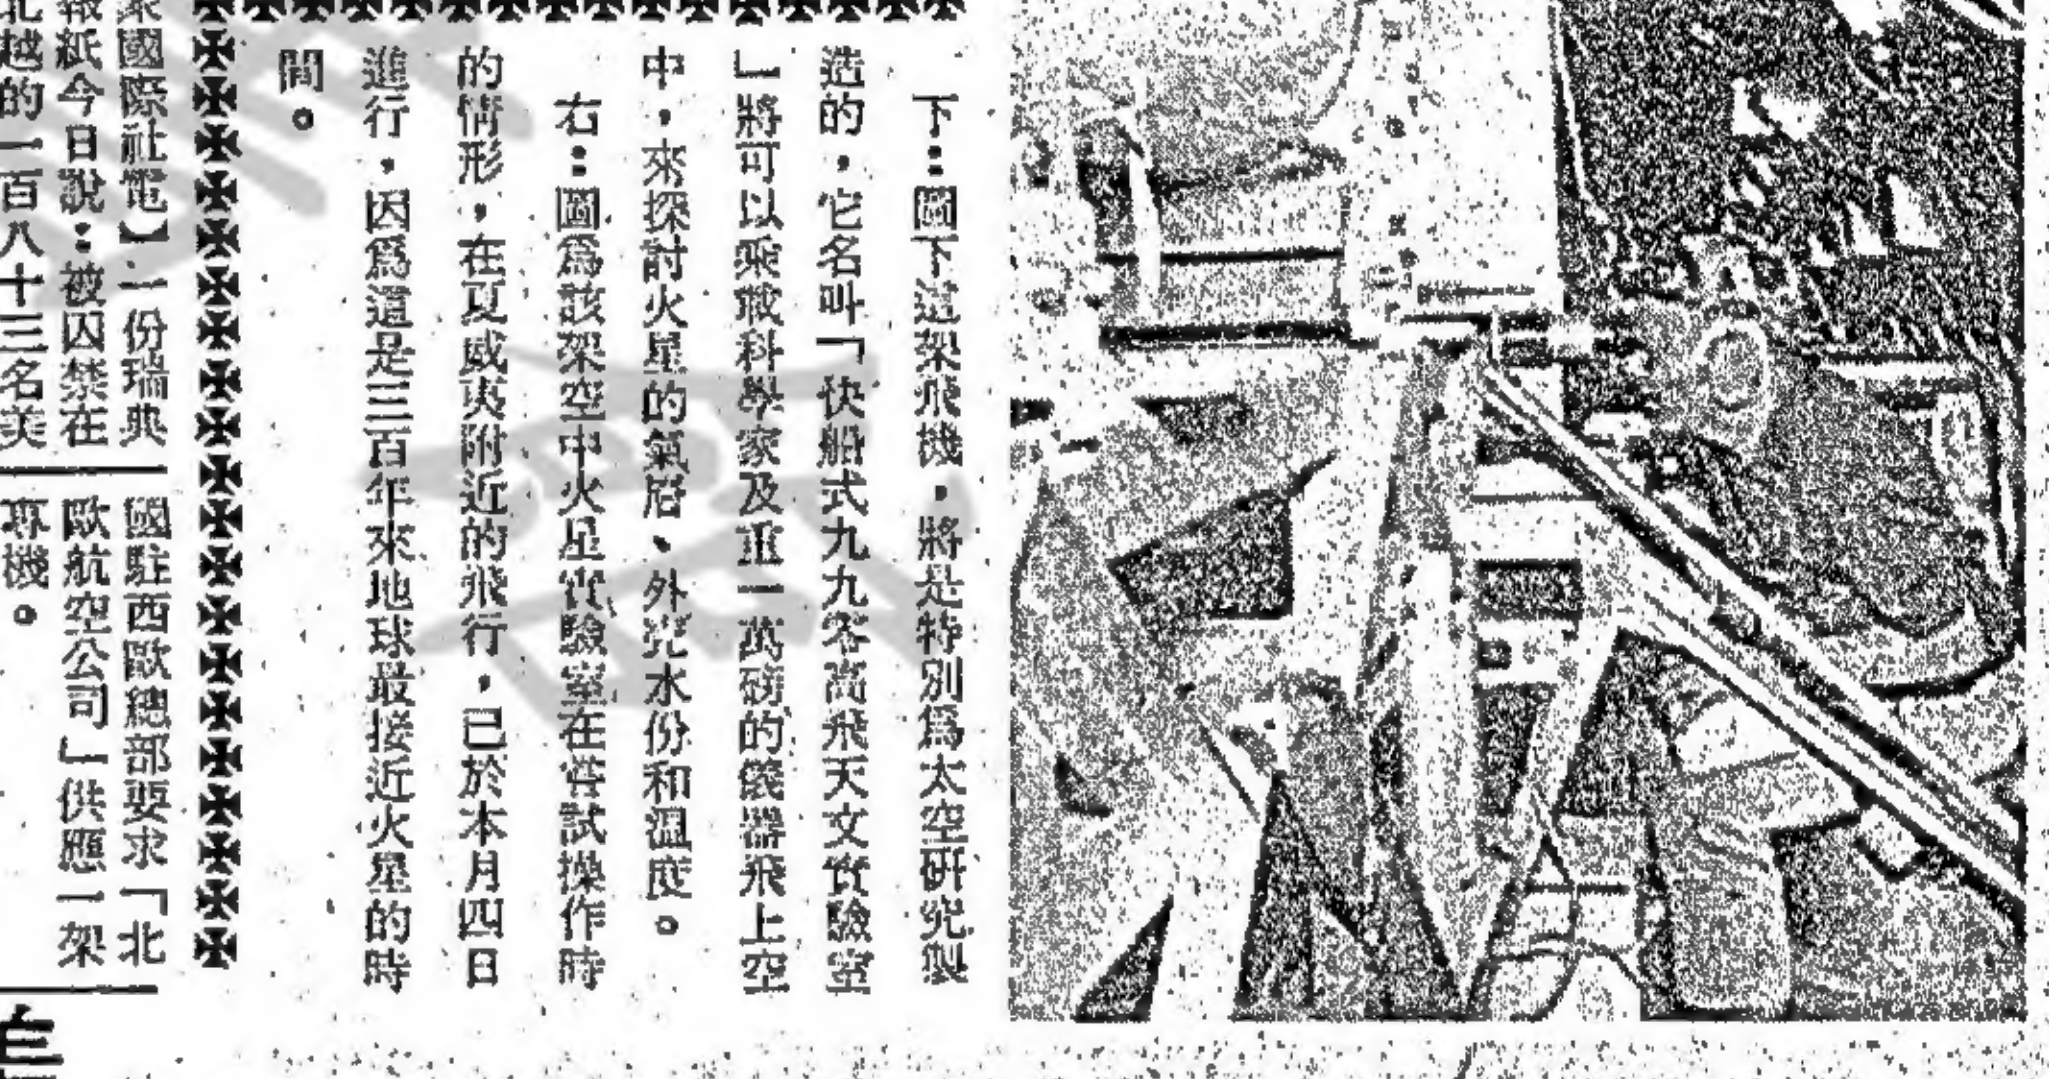 下：圖下這架飛機，將是特別爲太空研究製
造的，它名叫「快船式九九零高飛天文實驗室
」將可以乘載科學家及重一萬磅的儀器飛上空
中，來探討火星的氣層、外壳水份和溫度。
右：圖爲該架空中火星實驗室在嘗試操作時
的情形，在夏威夷附近的飛行，已於本月四日
進行，因爲這是三百年來地球最接近火星的時
間。
國際社電】一份瑞典
報紙今日說：被囚禁在
北越的一百八十三名美
國駐西歐總部要求「北
歐航空公司」供應一架
專機。